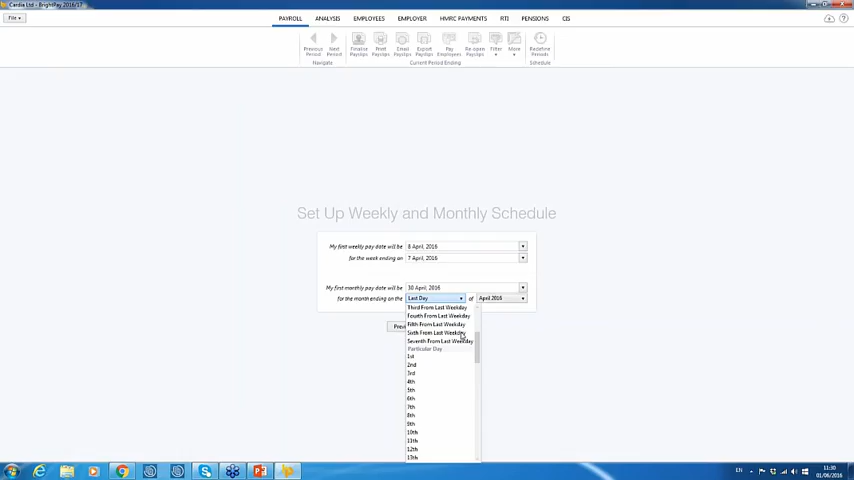 Cardia Ltd - BrightPay 2016/17
File
PAYROLL ANALYSIS EMPLOYEES EMPLOYER HMRC PAYMENTS RTI PENSIONS CIS
Previous Period Next Period Finalise Payslips Print Payslips Email Payslips Export Payslips Pay Employees Re-open Payslips Filter More Redefine Periods
Navigate Current Period Ending Schedule
Set Up Weekly and Monthly Schedule
My first weekly pay date will be 8 April, 2016
for the week ending on 7 April, 2016
My first monthly pay date will be 30 April, 2016
for the month ending on the Last Day of April 2016
Third From Last Weekday
Fourth From Last Weekday
Fifth From Last Weekday
Sixth From Last Weekday
Seventh From Last Weekday
Particular Day
1st
2nd
3rd
4th
5th
6th
7th
8th
9th
10th
11th
12th
13th
Previ
EN
11:30
01/06/2016